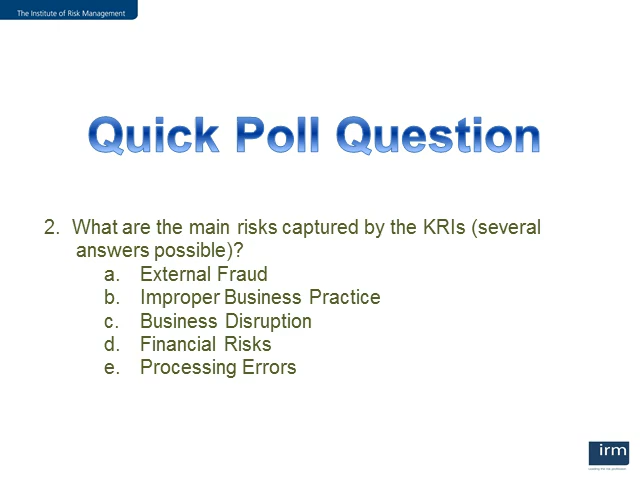 The Institute of Risk Management
Quick Poll Question
2. What are the main risks captured by the KRIs (several
answers possible)?
a. External Fraud
b. Improper Business Practice
c. Business Disruption
d. Financial Risks
e. Processing Errors
irm